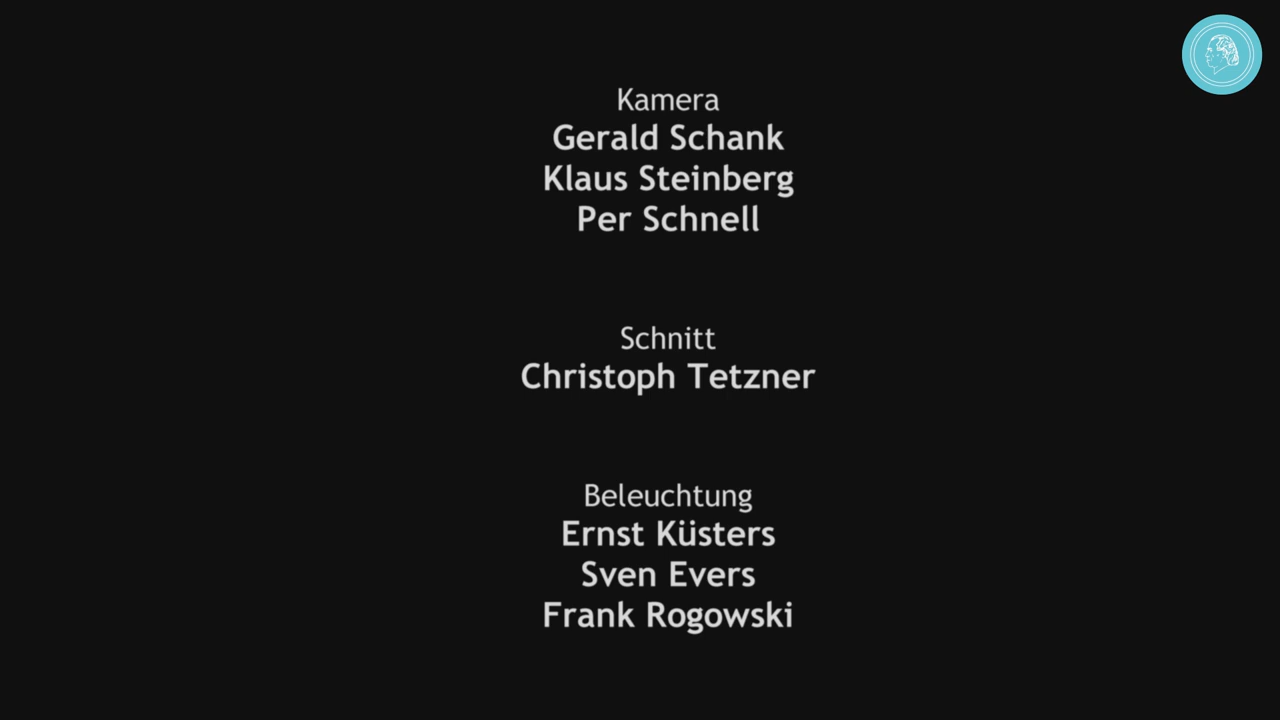 Kamera
Gerald Schank
Klaus Steinberg
Per Schnell
Schnitt
Christoph Tetzner
Beleuchtung
Ernst Küsters
Sven Evers
Frank Rogowski